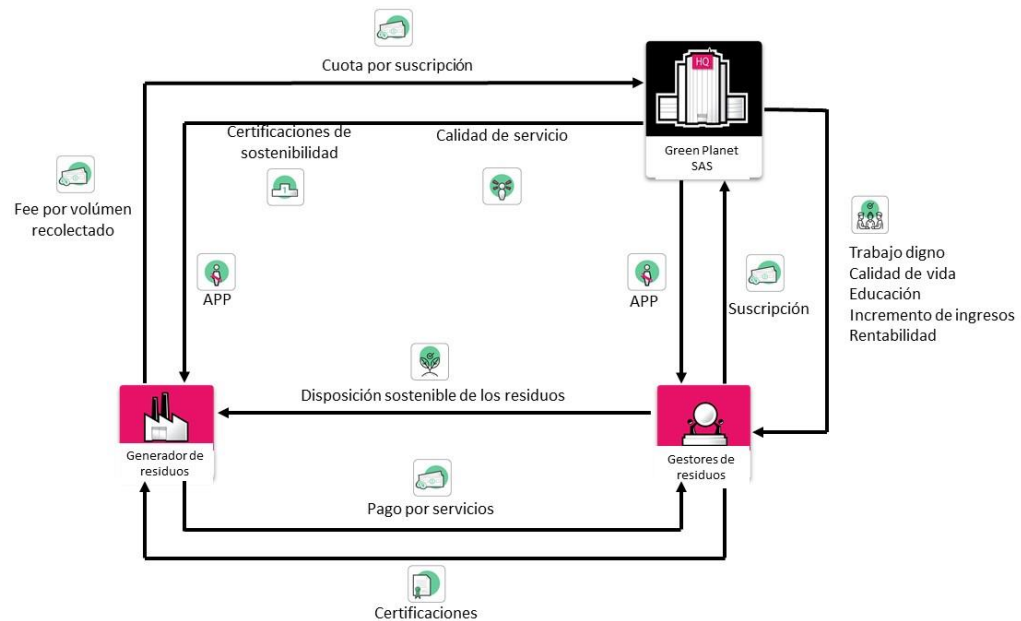 Cuota por suscripción
HQ
Green Planet
SAS
Certificaciones de
sostenibilidad
Calidad de servicio
Fee por volúmen
recolectado
APP
APP
Suscripción
Trabajo digno
Calidad de vida
Educación
Incremento de ingresos
Rentabilidad
Disposición sostenible de los residuos
Generador de
residuos
Gestores de
residuos
Pago por servicios
Certificaciones